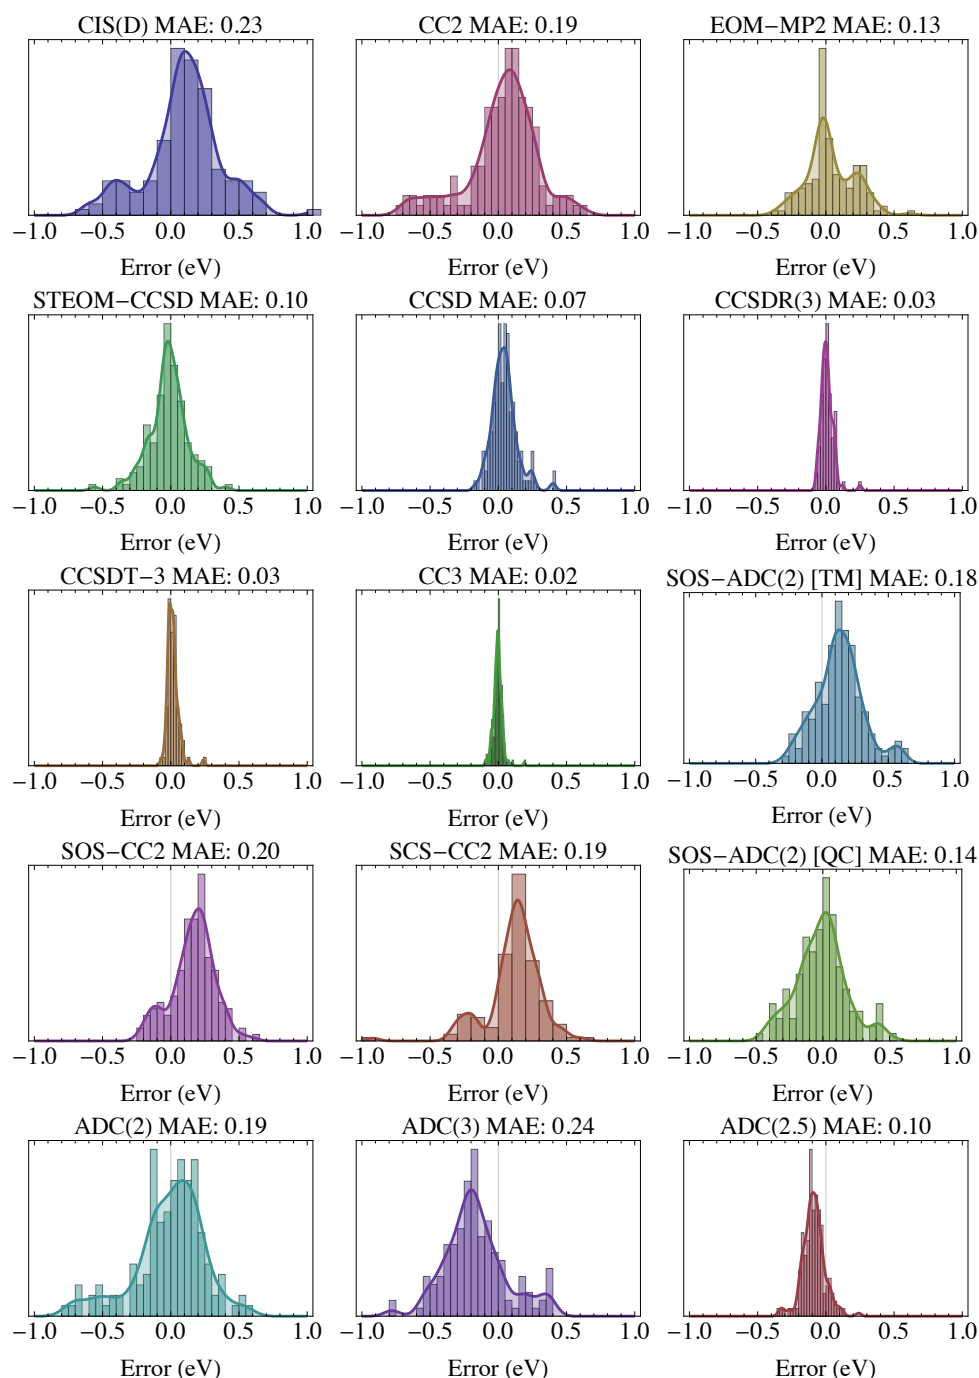 CIS(D) MAE: 0.23 CC2 MAE: 0.19 EOM−MP2 MAE: 0.13
−1.0 −0.5 0.0 0.5 1.0 −1.0 −0.5 0.0 0.5 1.0 −1.0 −0.5 0.0 0.5 1.0
Error (eV) Error (eV) Error (eV)
STEOM−CCSD MAE: 0.10 CCSD MAE: 0.07 CCSDR(3) MAE: 0.03
−1.0 −0.5 0.0 0.5 1.0 −1.0 −0.5 0.0 0.5 1.0 −1.0 −0.5 0.0 0.5 1.0
Error (eV) Error (eV) Error (eV)
CCSDT−3 MAE: 0.03 CC3 MAE: 0.02 SOS−ADC(2) [TM] MAE: 0.18
−1.0 −0.5 0.0 0.5 1.0 −1.0 −0.5 0.0 0.5 1.0 −1.0 −0.5 0.0 0.5 1.0
Error (eV) Error (eV) Error (eV)
SOS−CC2 MAE: 0.20 SCS−CC2 MAE: 0.19 SOS−ADC(2) [QC] MAE: 0.14
−1.0 −0.5 0.0 0.5 1.0 −1.0 −0.5 0.0 0.5 1.0 −1.0 −0.5 0.0 0.5 1.0
Error (eV) Error (eV) Error (eV)
ADC(2) MAE: 0.19 ADC(3) MAE: 0.24 ADC(2.5) MAE: 0.10
−1.0 −0.5 0.0 0.5 1.0 −1.0 −0.5 0.0 0.5 1.0 −1.0 −0.5 0.0 0.5 1.0
Error (eV) Error (eV) Error (eV)